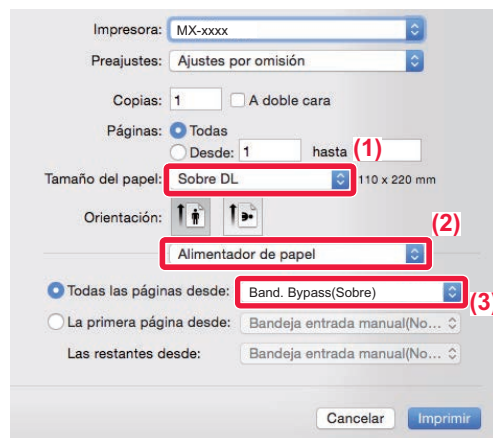 Impresora: MX-xxxx
Preajustes: Ajustes por omisión
Copias: 1 A doble cara
Páginas: Todas
Desde: 1 hasta (1)
Tamaño del papel: Sobre DL 110 x 220 mm
Orientación:
(2)
Alimentador de papel
Todas las páginas desde: Band. Bypass(Sobre)
(3)
La primera página desde: Bandeja entrada manual(No...
Las restantes desde: Bandeja entrada manual(No...
Cancelar Imprimir